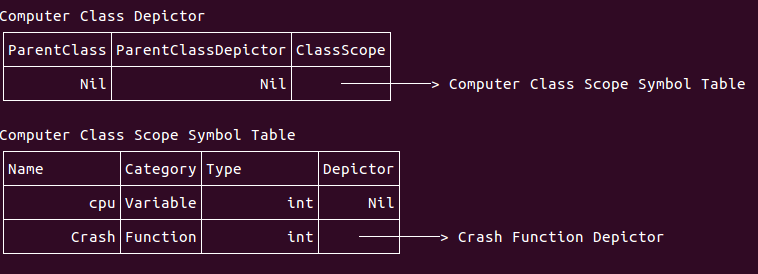 Computer Class Depictor
ParentClass ParentClassDepictor ClassScope
Nil Nil ———> Computer Class Scope Symbol Table
Computer Class Scope Symbol Table
Name Category Type Depictor
cpu Variable int Nil
Crash Function int ———> Crash Function Depictor